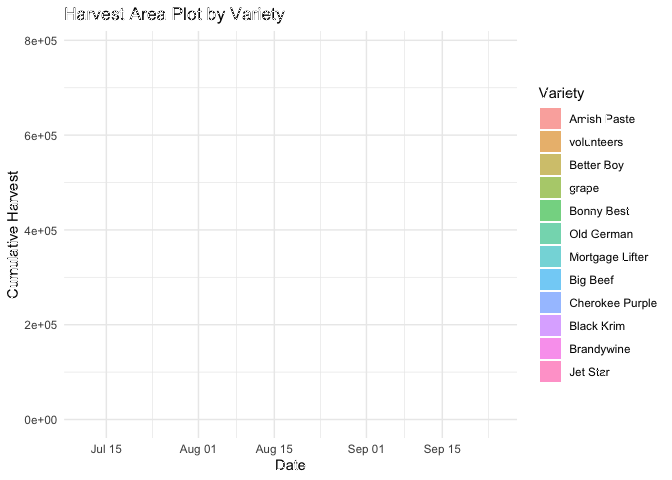 Harvest Area Plot by Variety
8e+05
6e+05
4e+05
2e+05
0e+00
Cumulative Harvest
Jul 15
Aug 01
Aug 15
Sep 01
Sep 15
Date
Variety
Amish Paste
volunteers
Better Boy
grape
Bonny Best
Old German
Mortgage Lifter
Big Beef
Cherokee Purple
Black Krim
Brandywine
Jet Star